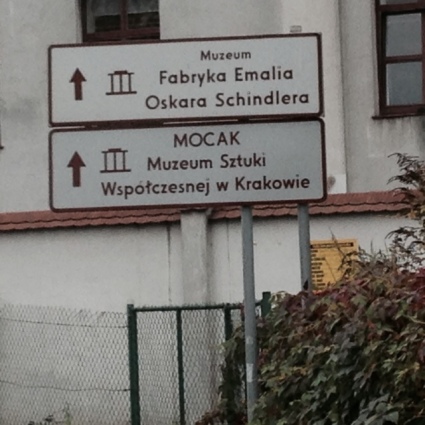 Muzeum
Fabryka Emalia
Oskara Schindlera
MOCAK
Muzeum Sztuki
Współczesnej w Krakowie